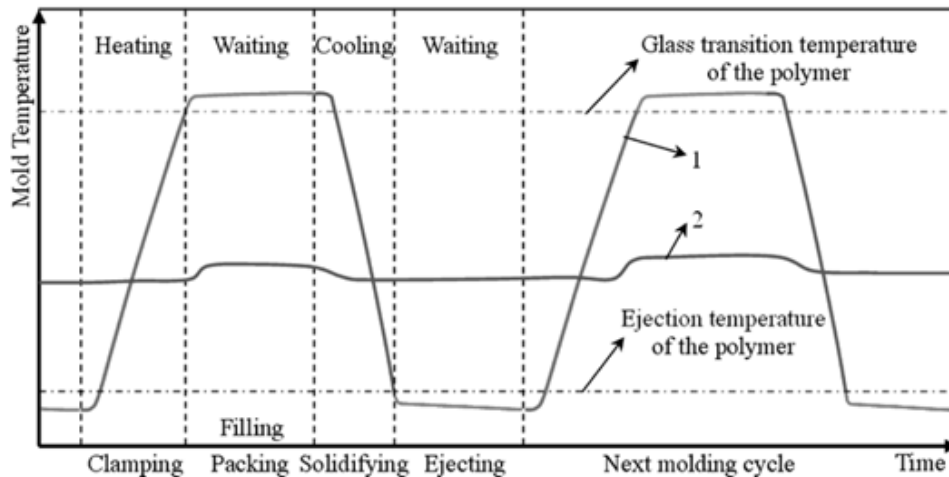 Heating Waiting Cooling Waiting
Glass transition temperature
of the polymer
Mold Temperature
1
2
Ejection temperature
of the polymer
Filling
Clamping Packing Solidifying Ejecting Next molding cycle Time